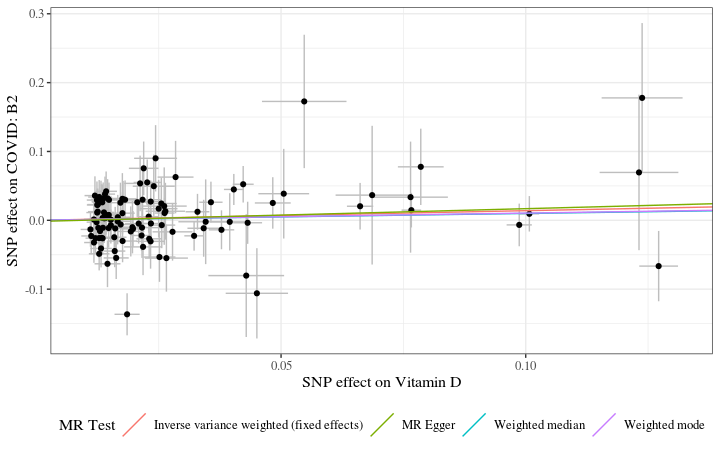 0.3
0.2
0.1
0.0
-0.1
SNP effect on COVID: B2
0.05
0.10
SNP effect on Vitamin D
MR Test
Inverse variance weighted (fixed effects)
MR Egger
Weighted median
Weighted mode